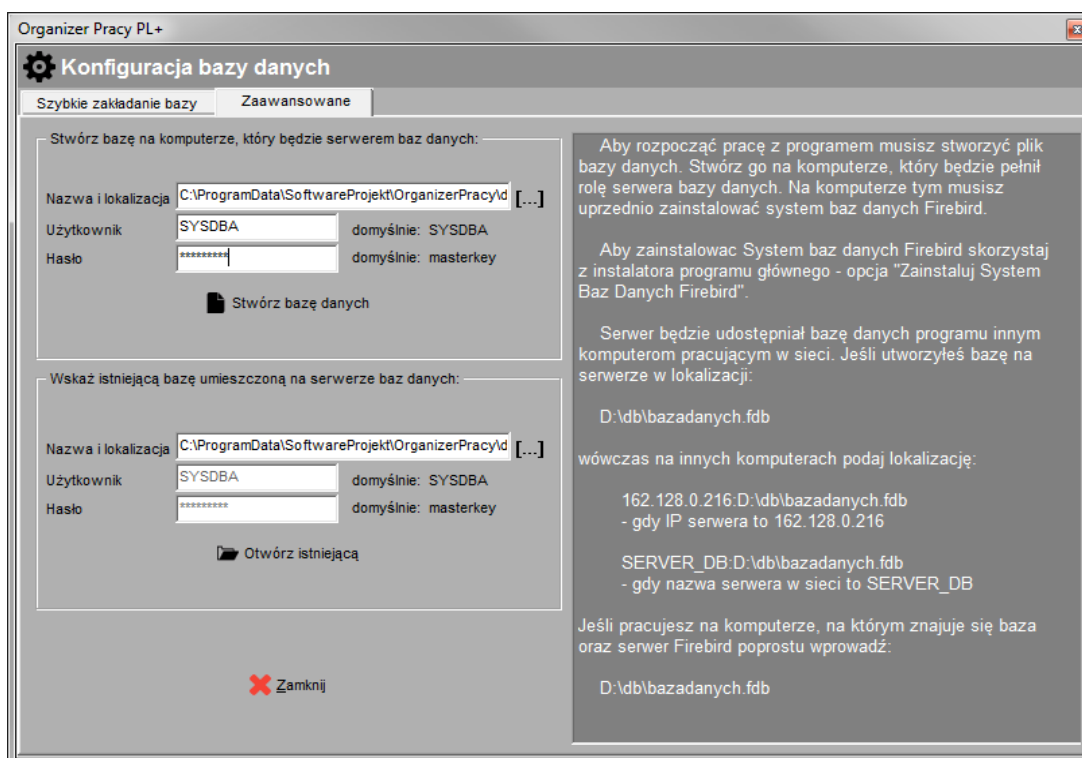 Organizer Pracy PL+
Konfiguracja bazy danych
Szybkie zakładanie bazy
Zaawansowane
Stwórz bazę na komputerze, który będzie serwerem baz danych:
Nazwa i lokalizacja C:\ProgramData\SoftwareProjekt\OrganizerPracy\d [...]
Użytkownik SYSDBA domyślnie: SYSDBA
Hasło ********* domyślnie: masterkey
Stwórz bazę danych
Wskaż istniejącą bazę umieszczoną na serwerze baz danych:
Nazwa i lokalizacja C:\ProgramData\SoftwareProjekt\OrganizerPracy\d [...]
Użytkownik SYSDBA domyślnie: SYSDBA
Hasło ********* domyślnie: masterkey
Otwórz istniejącą
Zamknij
Aby rozpocząć pracę z programem musisz stworzyć plik
bazy danych. Stwórz go na komputerze, który będzie pełnił
rolę serwera bazy danych. Na komputerze tym musisz
uprzednio zainstalować system baz danych Firebird.
Aby zainstalowac System baz danych Firebird skorzystaj
z instalatora programu głównego - opcja "Zainstaluj System
Baz Danych Firebird".
Serwer będzie udostępniał bazę danych programu innym
komputerom pracującym w sieci. Jeśli utworzyłeś bazę na
serwerze w lokalizacji:
D:\db\bazadanych.fdb
wówczas na innych komputerach podaj lokalizację:
162.128.0.216:D:\db\bazadanych.fdb
- gdy IP serwera to 162.128.0.216
SERVER_DB:D:\db\bazadanych.fdb
- gdy nazwa serwera w sieci to SERVER_DB
Jeśli pracujesz na komputerze, na którym znajuje się baza
oraz serwer Firebird poprostu wprowadź:
D:\db\bazadanych.fdb